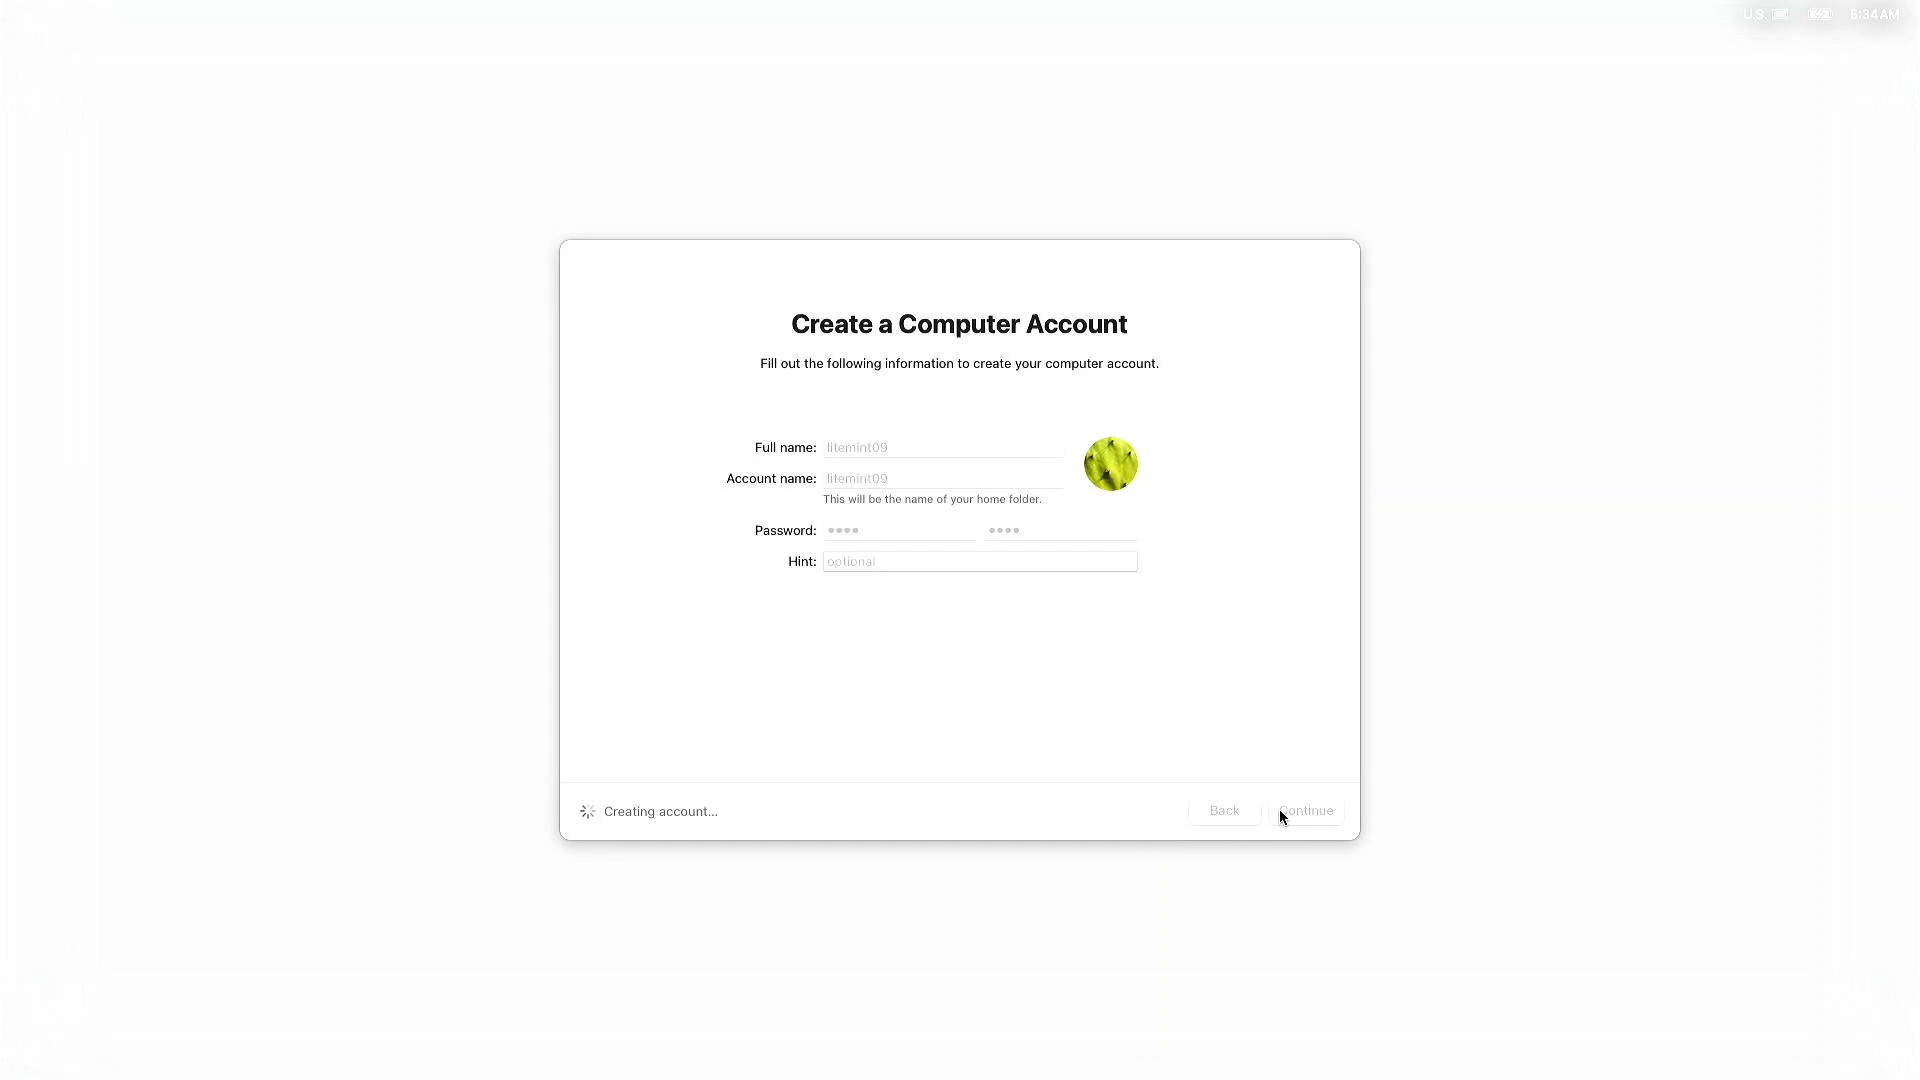 U.S. 5:34 AM
Create a Computer Account
Fill out the following information to create your computer account.
Full name: litemint09
Account name: litemint09
This will be the name of your home folder.
Password: •••• ••••
Hint: optional
Creating account...
Back Continue